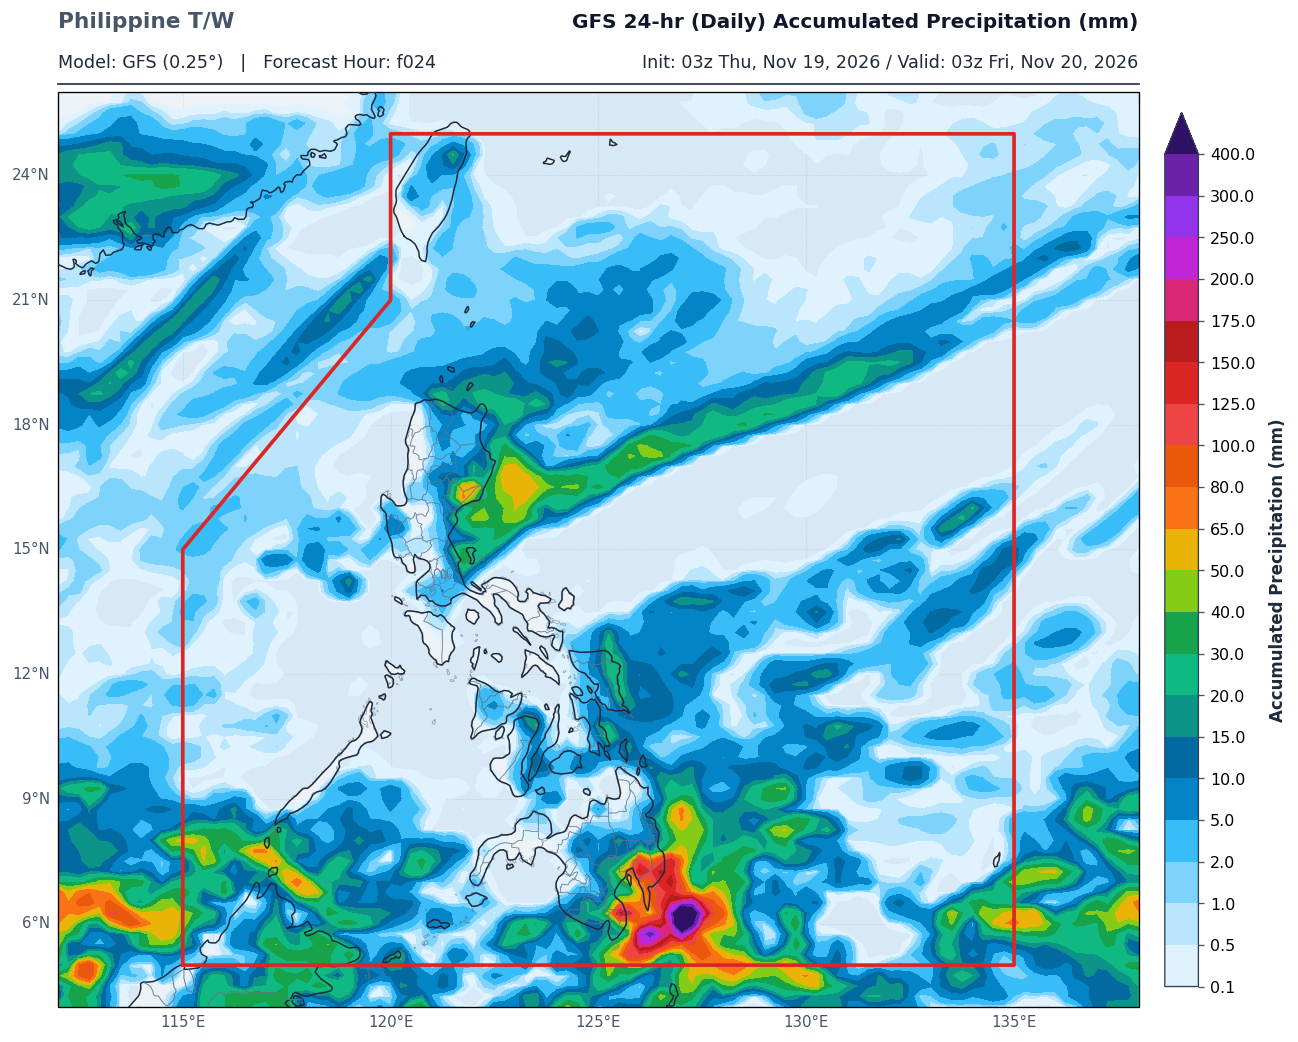 Philippine T/W
GFS 24-hr (Daily) Accumulated Precipitation (mm)
Model: GFS (0.25°)   |   Forecast Hour: f024
Init: 03z Thu, Nov 19, 2026 / Valid: 03z Fri, Nov 20, 2026
24°N
21°N
18°N
15°N
12°N
9°N
6°N
115°E
120°E
125°E
130°E
135°E
400.0
300.0
250.0
200.0
175.0
150.0
125.0
100.0
80.0
65.0
50.0
40.0
30.0
20.0
15.0
10.0
5.0
2.0
1.0
0.5
0.1
Accumulated Precipitation (mm)